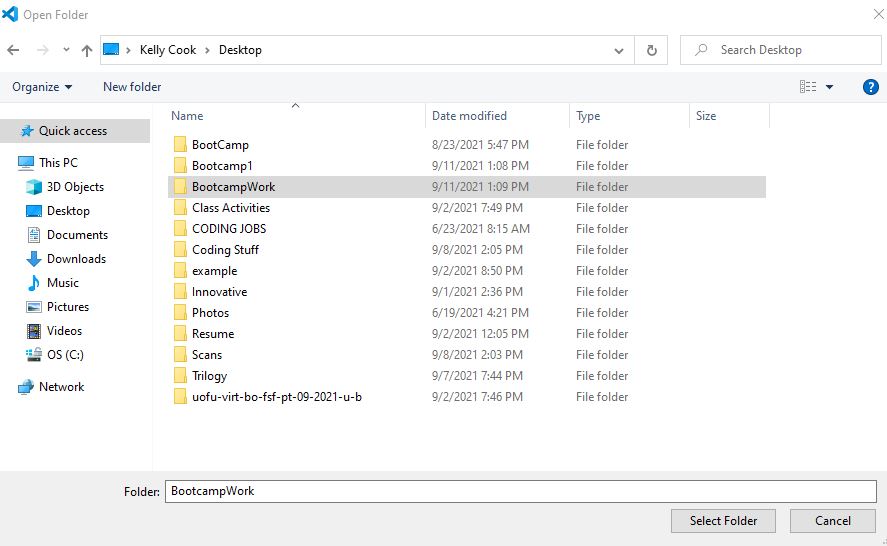 Open Folder
Kelly Cook Desktop
Search Desktop
Organize New folder
?
Name Date modified Type Size
Quick access
This PC
3D Objects
Desktop
Documents
Downloads
Music
Pictures
Videos
OS (C:)
Network
BootCamp 8/23/2021 5:47 PM File folder
Bootcamp1 9/11/2021 1:08 PM File folder
BootcampWork 9/11/2021 1:09 PM File folder
Class Activities 9/2/2021 7:49 PM File folder
CODING JOBS 6/23/2021 8:15 AM File folder
Coding Stuff 9/8/2021 2:05 PM File folder
example 9/2/2021 8:50 PM File folder
Innovative 9/1/2021 2:36 PM File folder
Photos 6/19/2021 4:21 PM File folder
Resume 9/2/2021 12:05 PM File folder
Scans 9/8/2021 2:03 PM File folder
Trilogy 9/7/2021 7:44 PM File folder
uofu-virt-bo-fsf-pt-09-2021-u-b 9/2/2021 7:46 PM File folder
Folder: BootcampWork
Select Folder Cancel